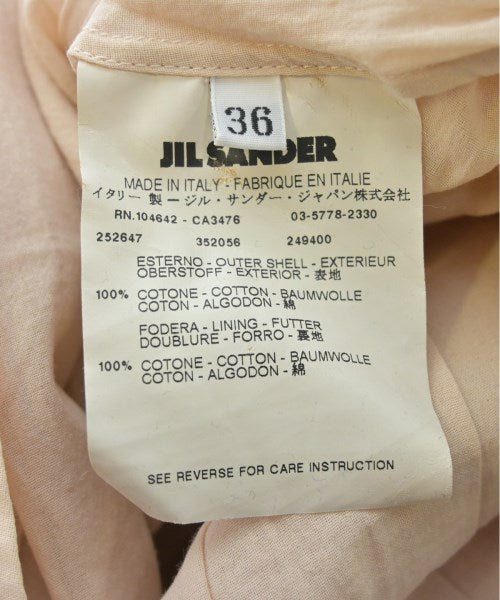 36
JIL SANDER
MADE IN ITALY - FABRIQUE EN ITALIE
イタリー 製 ージル・サンダー・ジャパン株式会社
RN.104642 - CA3476 03-5778-2330
252647 352056 249400
ESTERNO - OUTER SHELL - EXTERIEUR
OBERSTOFF - EXTERIOR - 表地
100% COTONE - COTTON - BAUMWOLLE
COTON - ALGODON - 綿
FODERA - LINING - FUTTER
DOUBLURE - FORRO - 裏地
100% COTONE - COTTON - BAUMWOLLE
COTON - ALGODON - 綿
SEE REVERSE FOR CARE INSTRUCTION